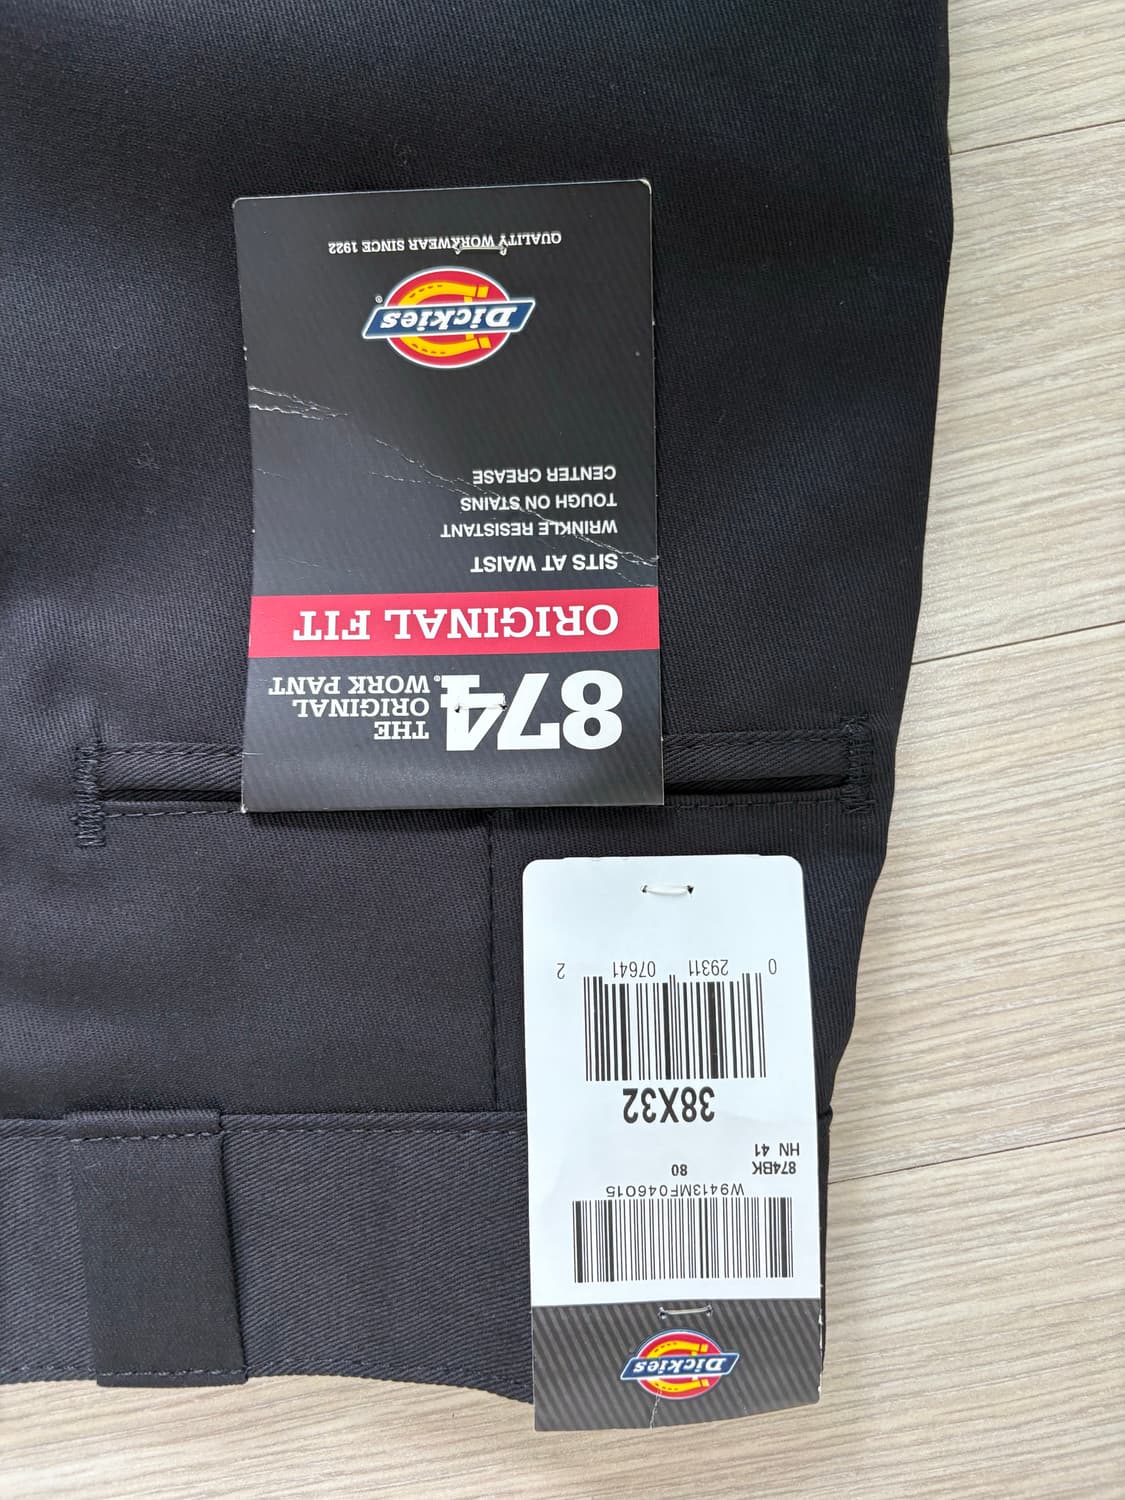 Dickies
W9413MF046015
874BK 80
HN 41
38X32
0 29311 07641 2
874
THE
ORIGINAL
WORK PANT®
ORIGINAL FIT
SITS AT WAIST
WRINKLE RESISTANT
TOUGH ON STAINS
CENTER CREASE
Dickies®
QUALITY WORKWEAR SINCE 1922